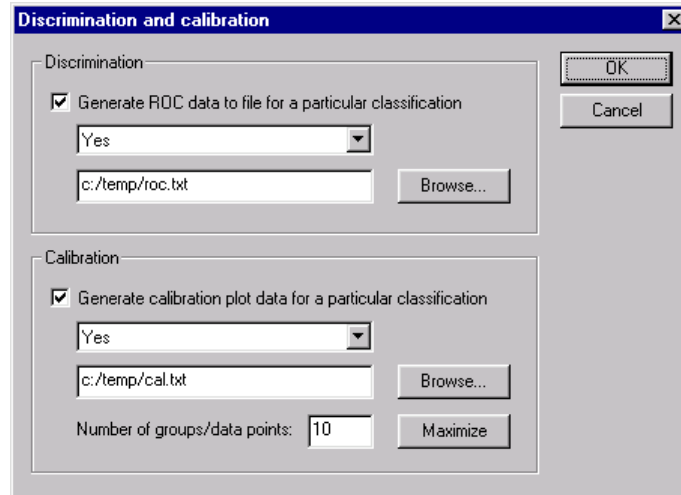 Discrimination and calibration
Discrimination
Generate ROC data to file for a particular classification
Yes
c:/temp/roc.txt
Browse...
OK
Cancel
Calibration
Generate calibration plot data for a particular classification
Yes
c:/temp/cal.txt
Browse...
Number of groups/data points: 10
Maximize